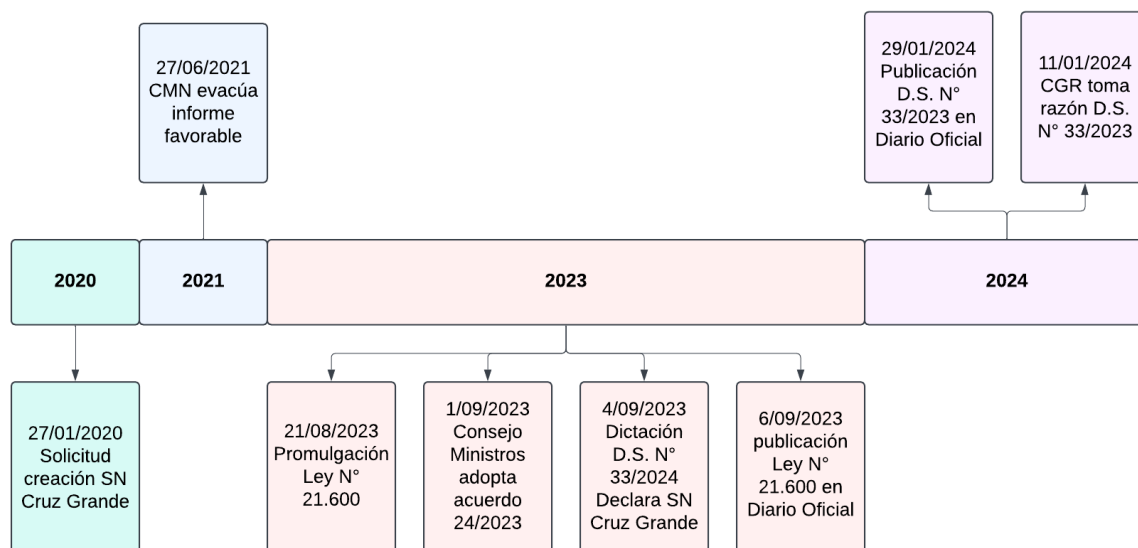 27/06/2021
CMN evacúa
informe
favorable
29/01/2024
Publicación
D.S. N°
33/2023 en
Diario Oficial
11/01/2024
CGR toma
razón D.S.
N° 33/2023
2020
2021
2023
2024
27/01/2020
Solicitud
creación SN
Cruz Grande
21/08/2023
Promulgación
Ley N°
21.600
1/09/2023
Consejo
Ministros
adopta
acuerdo
24/2023
4/09/2023
Dictación
D.S. N°
33/2024
Declara SN
Cruz Grande
6/09/2023
publicación
Ley N°
21.600 en
Diario Oficial